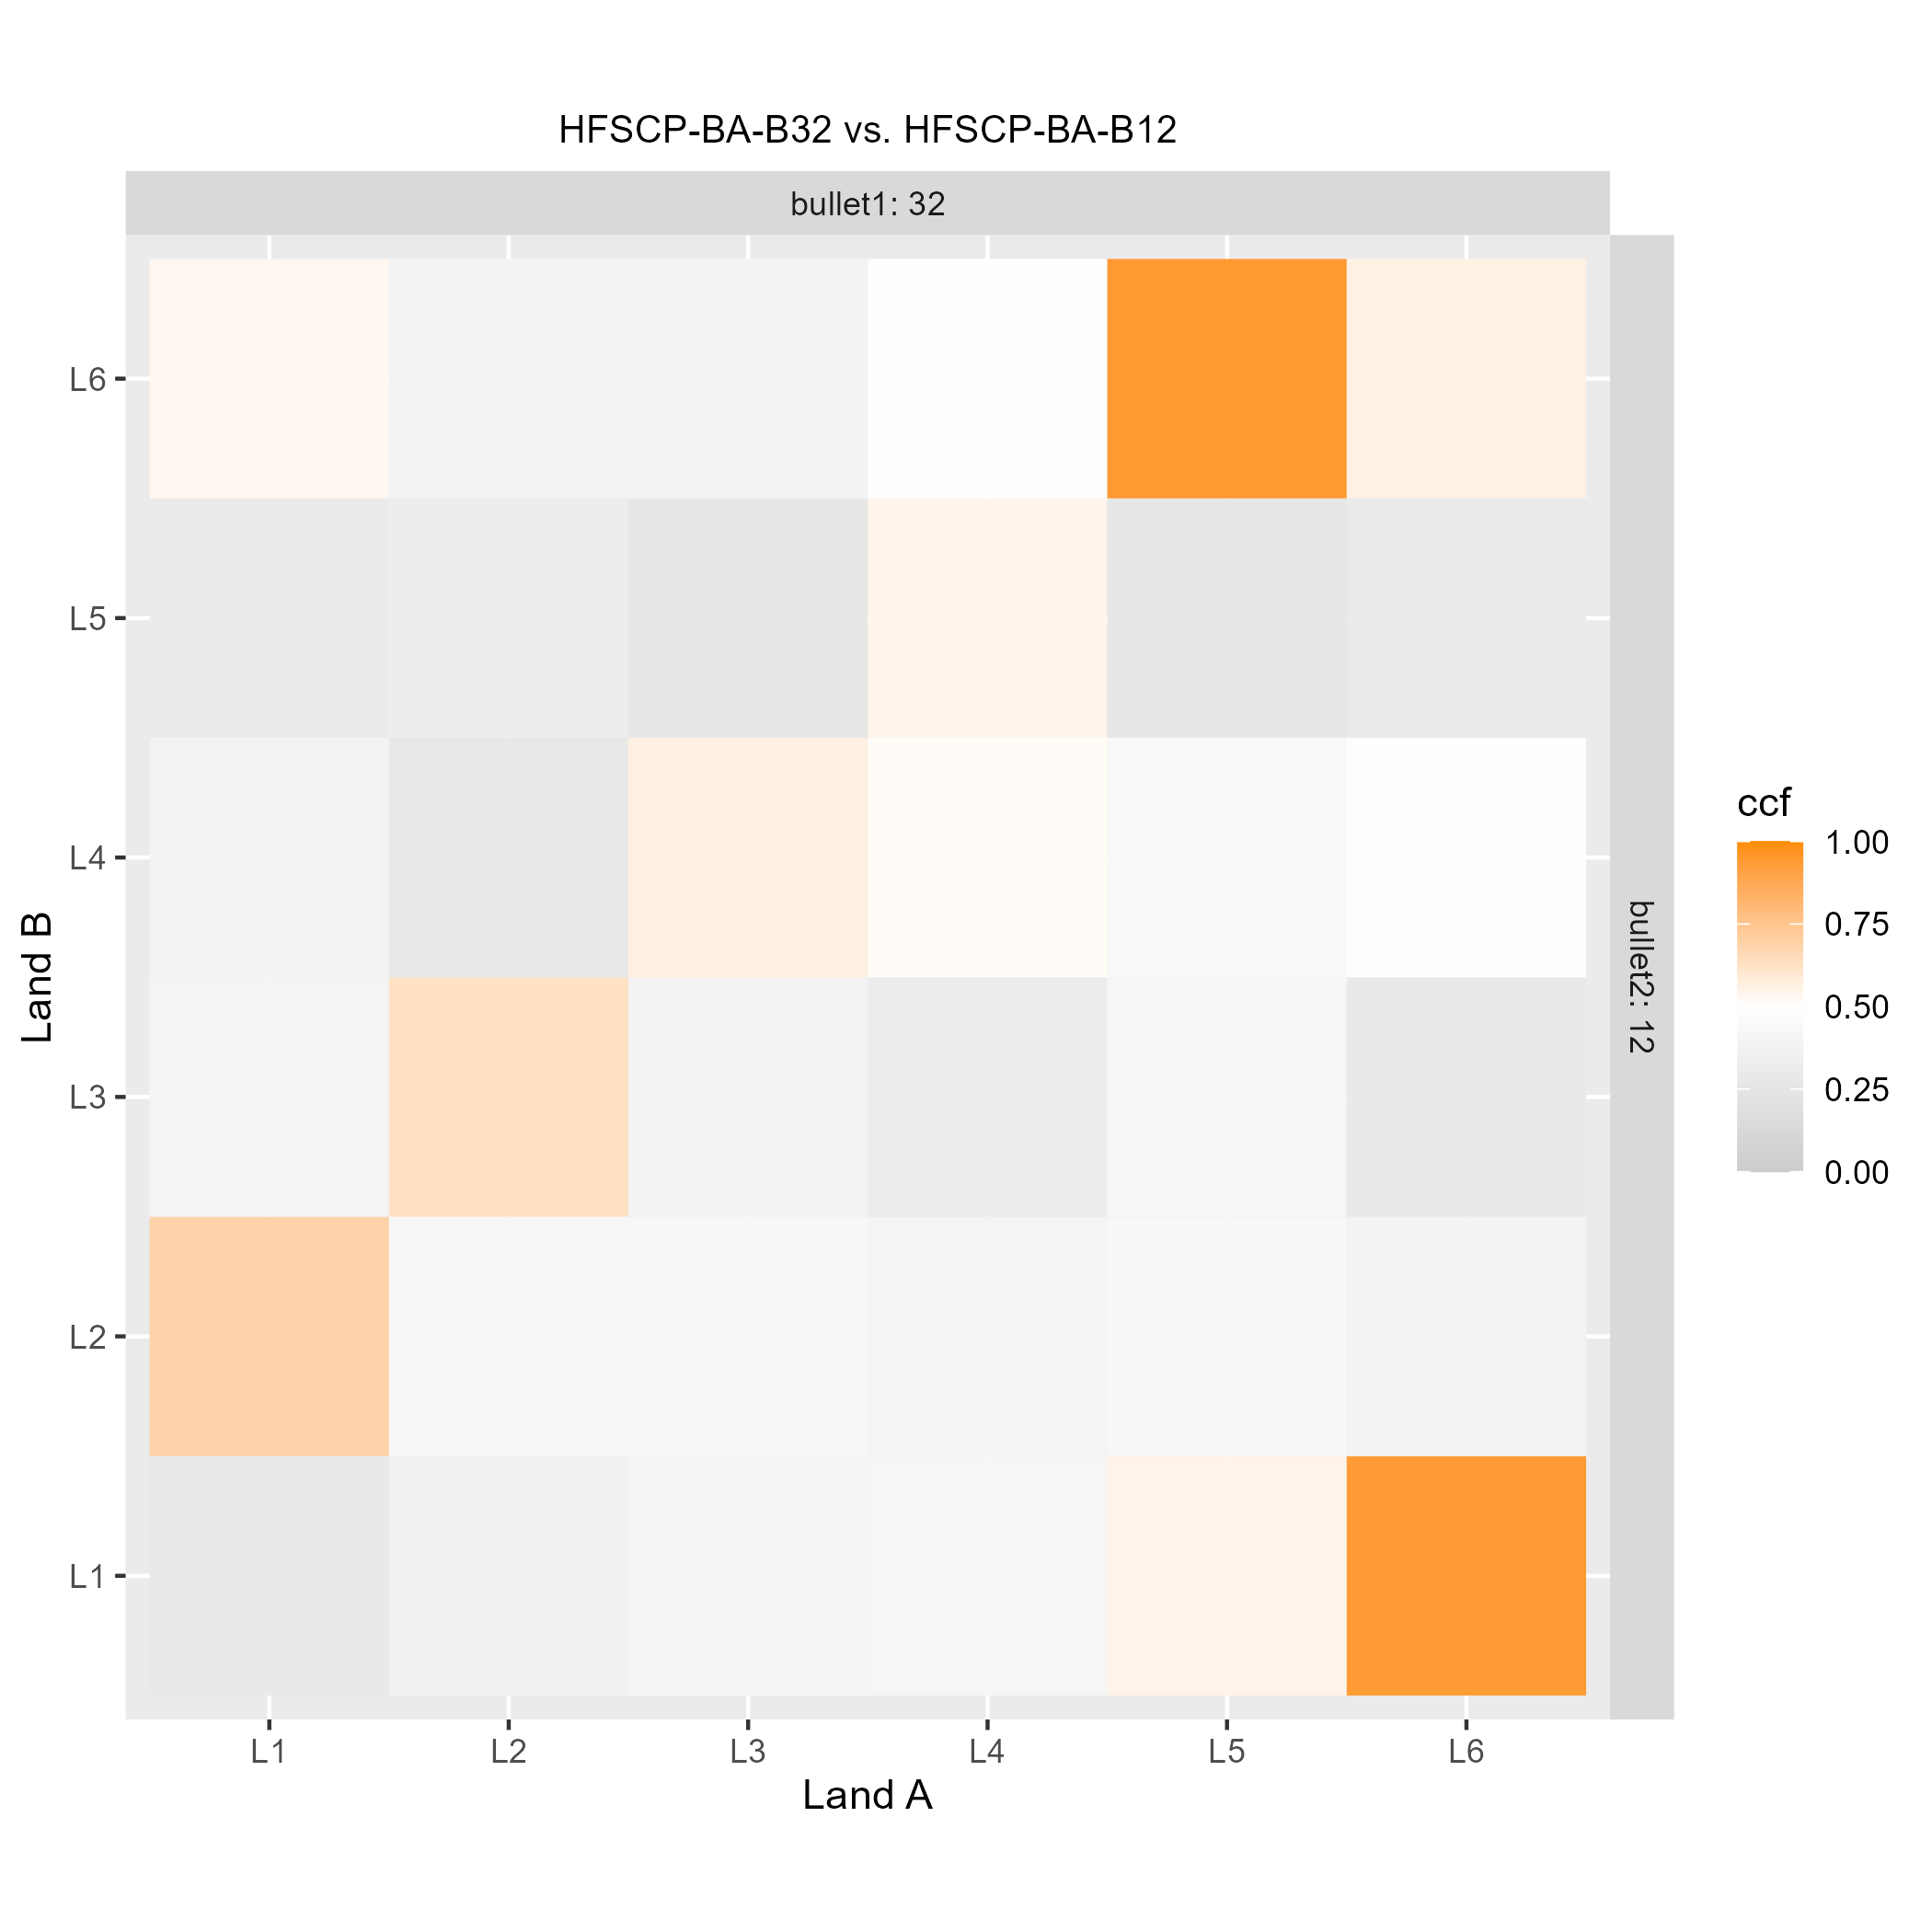 HFSCP-BA-B32 vs. HFSCP-BA-B12
bullet1: 32
L6
L5
L4
L3
L2
L1
Land B
bullet2: 12
L1 L2 L3 L4 L5 L6
Land A
ccf
1.00
0.75
0.50
0.25
0.00